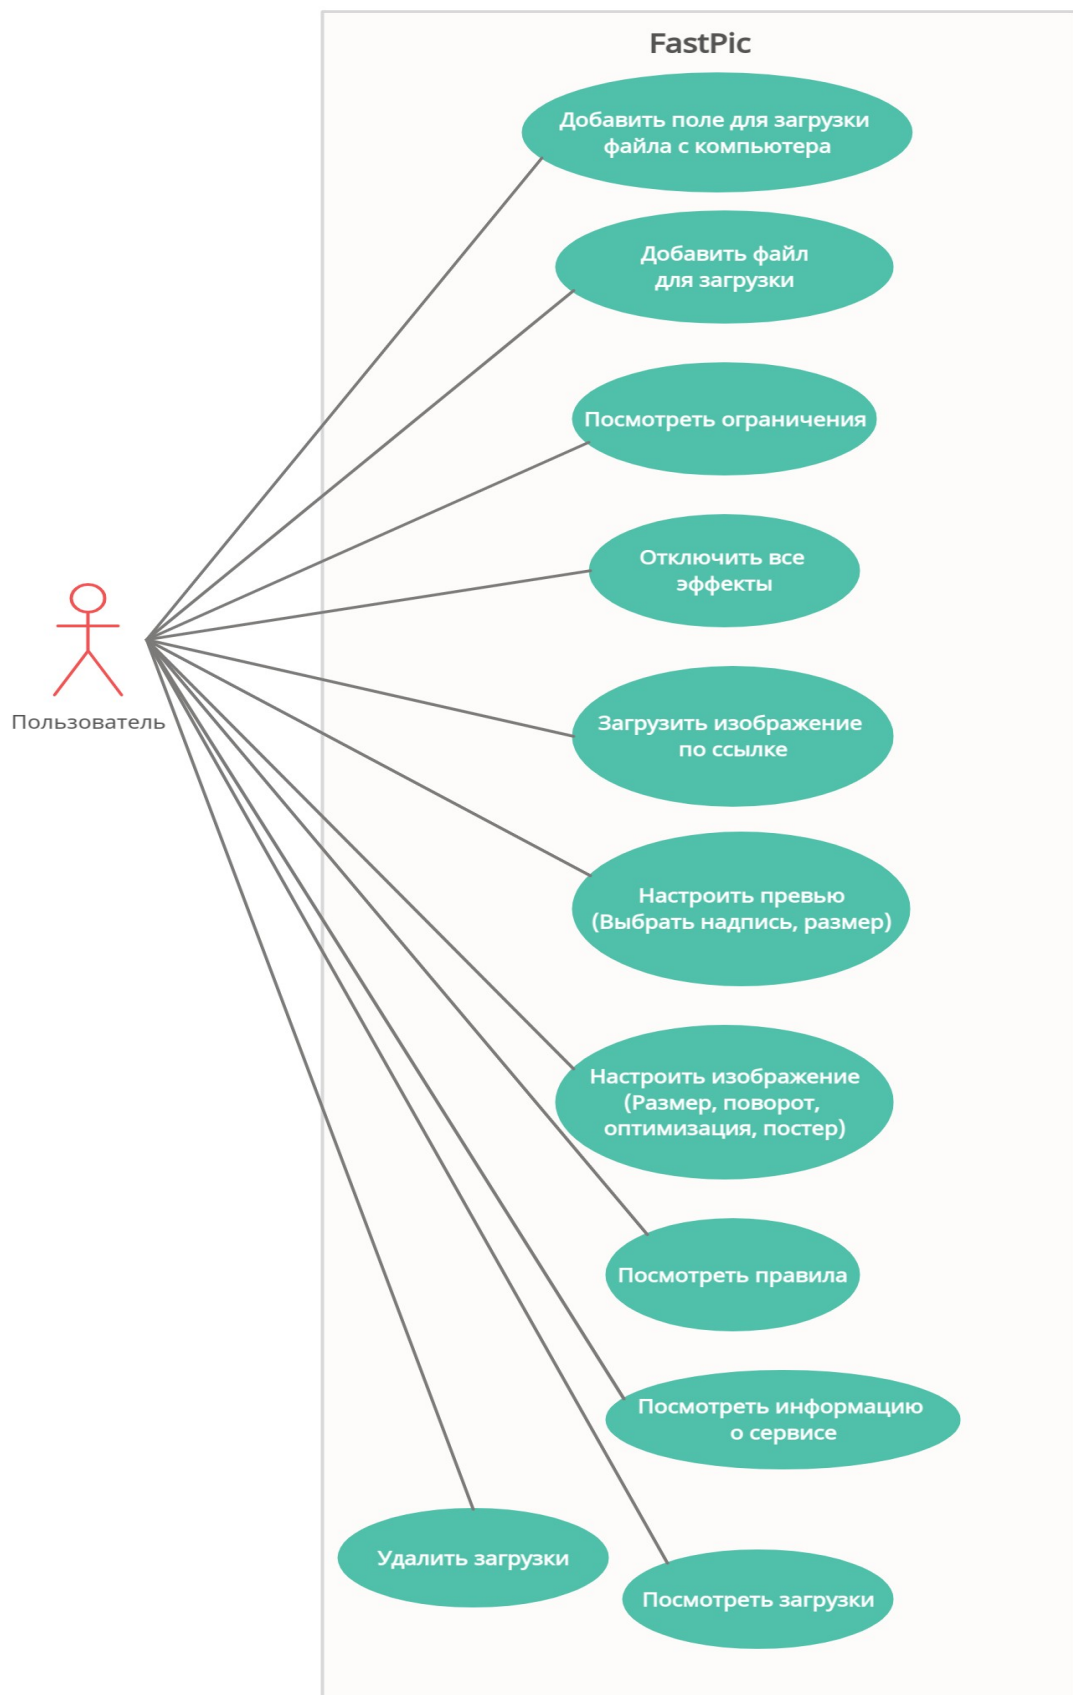 FastPic
Добавить поле для загрузки
файла с компьютера
Добавить файл
для загрузки
Посмотреть ограничения
Отключить все
эффекты
Пользователь
Загрузить изображение
по ссылке
Настроить превью
(Выбрать надпись, размер)
Настроить изображение
(Размер, поворот,
оптимизация, постер)
Посмотреть правила
Посмотреть информацию
о сервисе
Удалить загрузки
Посмотреть загрузки